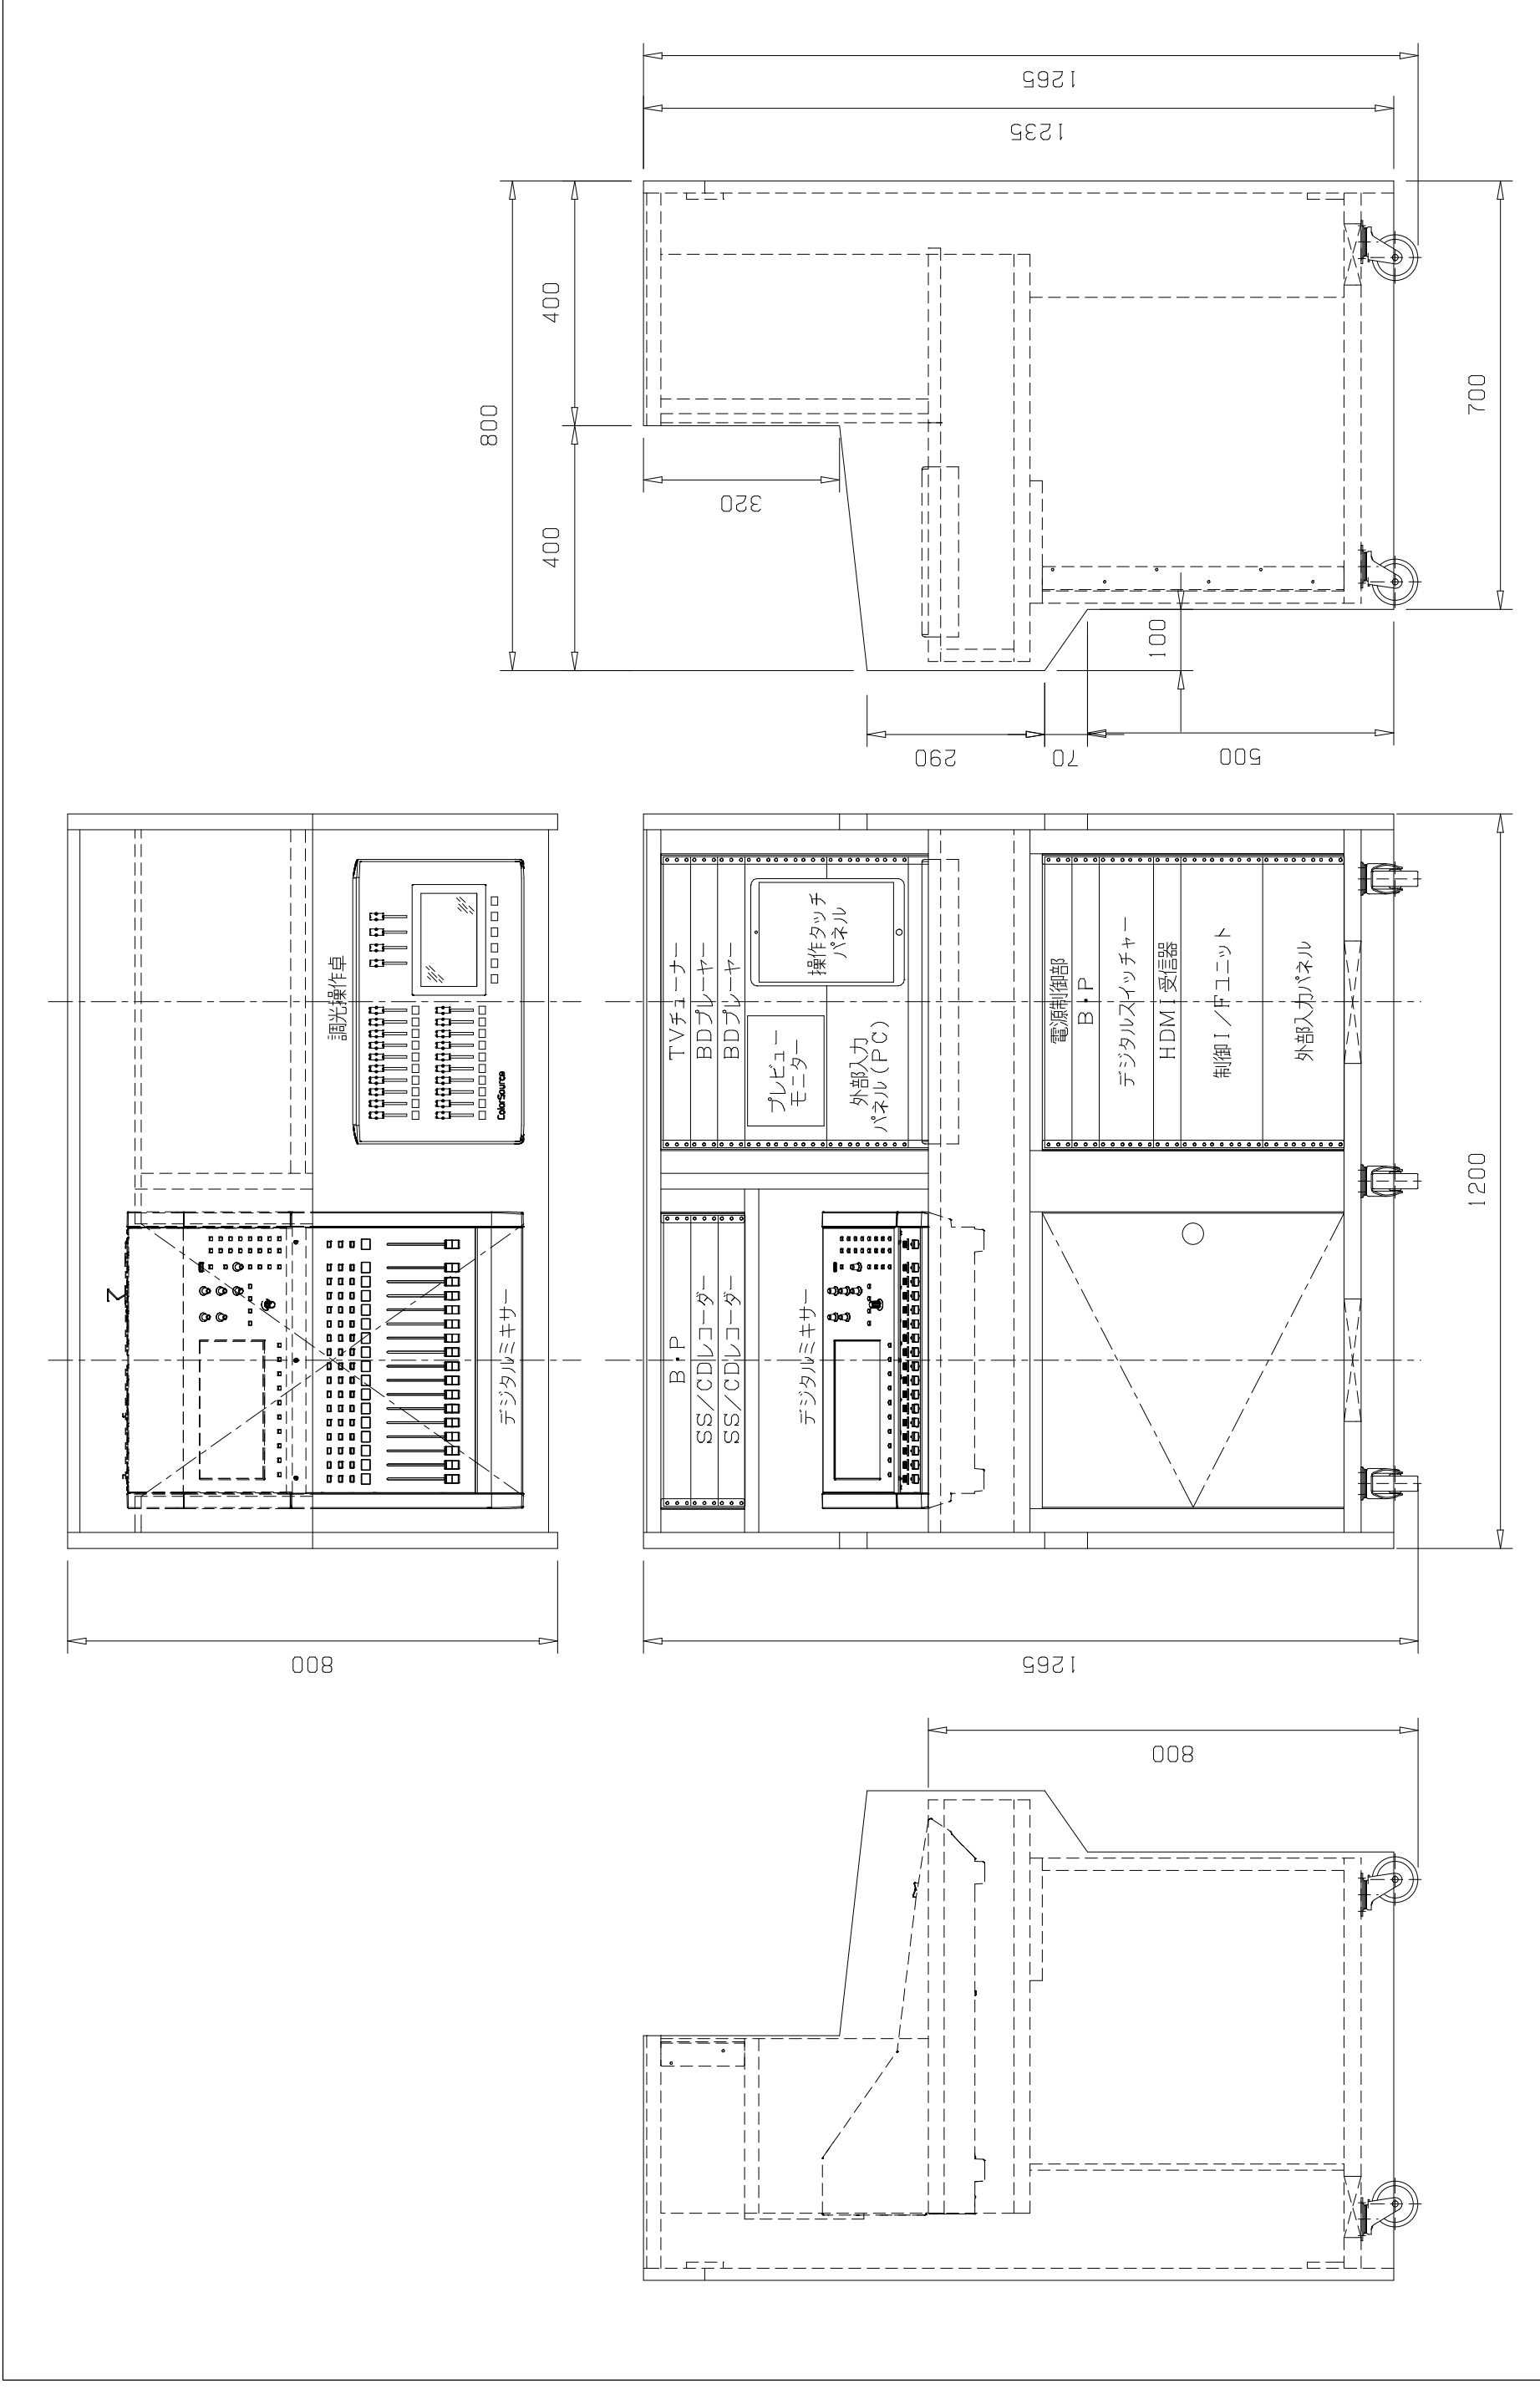 800
調光操作卓
ColorSource
デジタルミキサー
800
400
400
320
1265
1235
290
70
500
100
700
TVチューナー
BDプレーヤー
BDプレーヤー
プレビュー
モニター
操作タッチ
パネル
外部入力
パネル(PC)
B・P
SS/CDレコーダー
SS/CDレコーダー
デジタルミキサー
電源制御部
B・P
デジタルスイッチャー
HDMI受信器
制御I/Fユニット
外部入力パネル
1200
1265
800